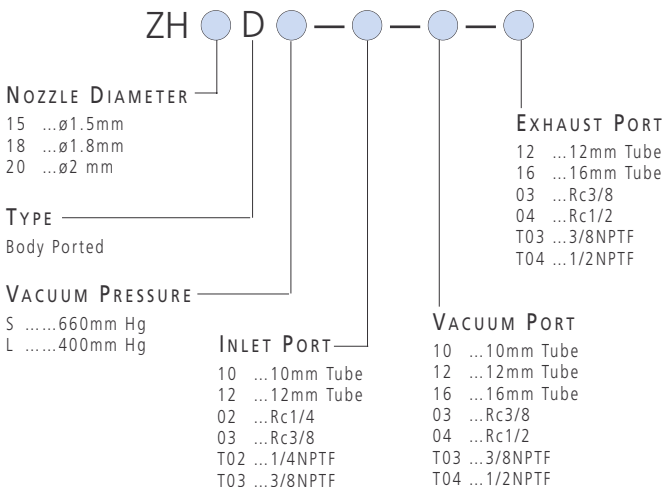 ZH D — — —
NOZZLE DIAMETER
15 ...ø1.5mm
18 ...ø1.8mm
20 ...ø2 mm
TYPE
Body Ported
VACUUM PRESSURE
S ......660mm Hg
L ......400mm Hg
INLET PORT
10 ...10mm Tube
12 ...12mm Tube
02 ...Rc1/4
03 ...Rc3/8
T02 ...1/4NPTF
T03 ...3/8NPTF
VACUUM PORT
10 ...10mm Tube
12 ...12mm Tube
16 ...16mm Tube
03 ...Rc3/8
04 ...Rc1/2
T03 ...3/8NPTF
T04 ...1/2NPTF
EXHAUST PORT
12 ...12mm Tube
16 ...16mm Tube
03 ...Rc3/8
04 ...Rc1/2
T03 ...3/8NPTF
T04 ...1/2NPTF